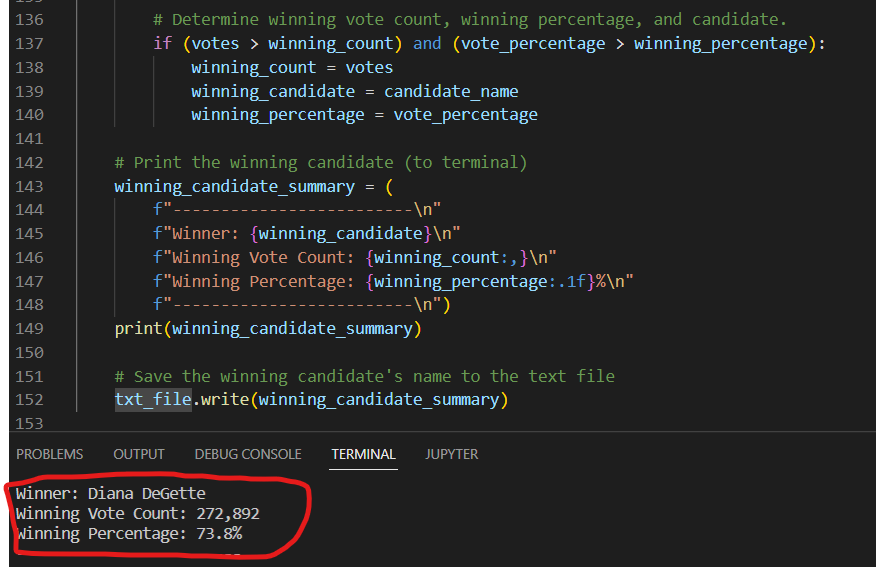 136 # Determine winning vote count, winning percentage, and candidate.
137 if (votes > winning_count) and (vote_percentage > winning_percentage):
138 winning_count = votes
139 winning_candidate = candidate_name
140 winning_percentage = vote_percentage
141
142 # Print the winning candidate (to terminal)
143 winning_candidate_summary = (
144 f"-------------------------\n"
145 f"Winner: {winning_candidate}\n"
146 f"Winning Vote Count: {winning_count:,}\n"
147 f"Winning Percentage: {winning_percentage:.1f}%\n"
148 f"-------------------------\n")
149 print(winning_candidate_summary)
150
151 # Save the winning candidate's name to the text file
152 txt_file.write(winning_candidate_summary)
153
PROBLEMS OUTPUT DEBUG CONSOLE TERMINAL JUPYTER
Winner: Diana DeGette
Winning Vote Count: 272,892
Winning Percentage: 73.8%